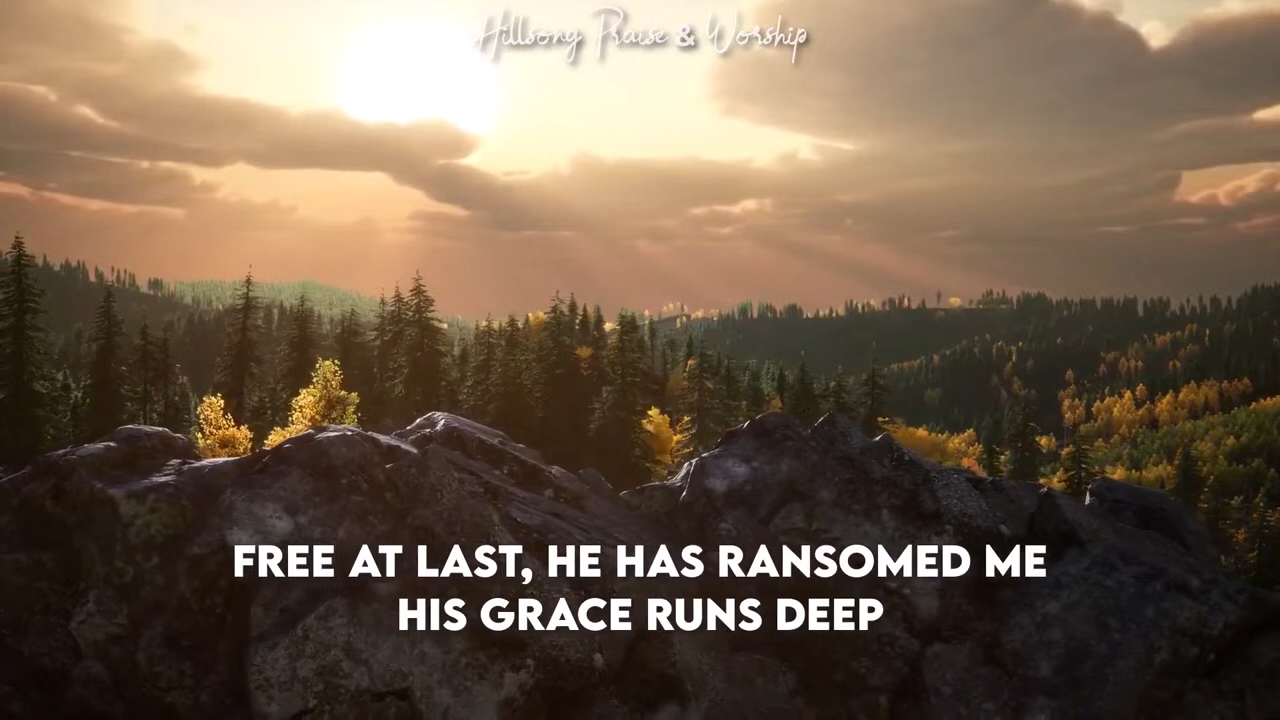 Hillsong Praise & Worship
FREE AT LAST, HE HAS RANSOMED ME
HIS GRACE RUNS DEEP